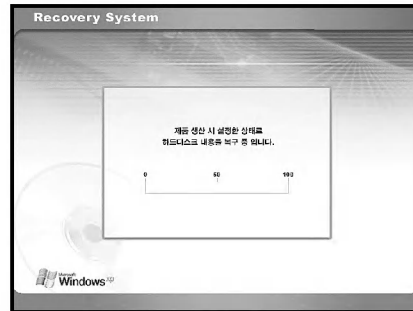 Recovery System
제품 생산 시 설정한 상태로
하드디스크 내용을 복구 중 입니다.
0 50 100
Microsoft
Windows xp